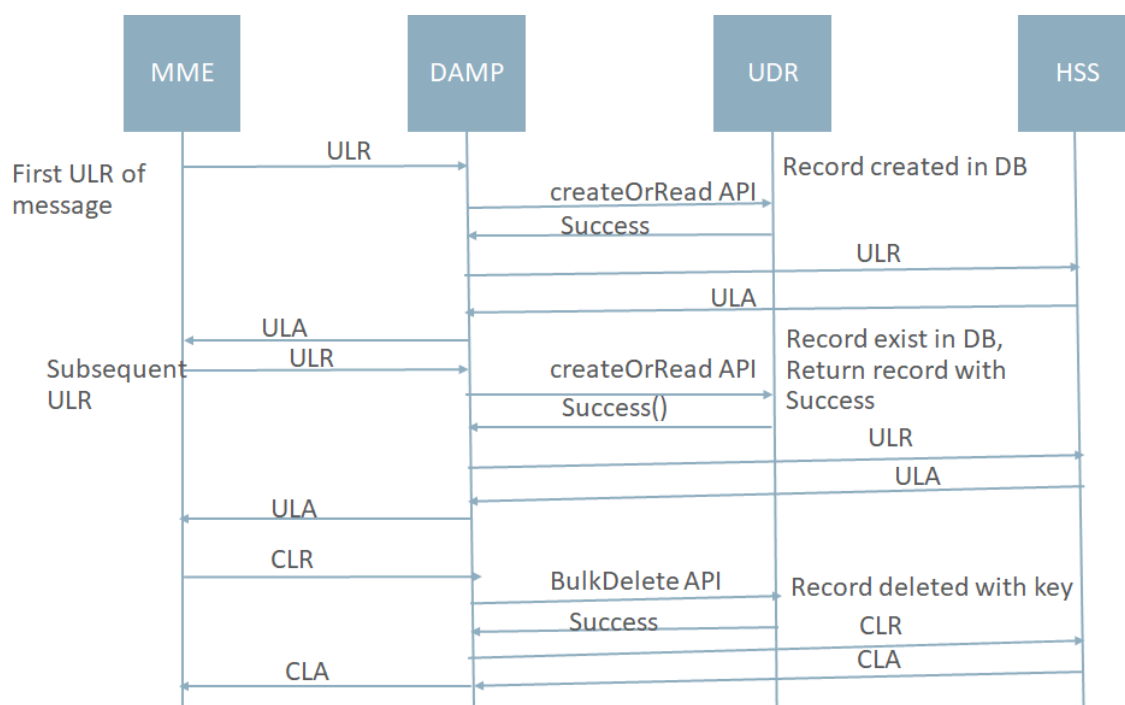 MME
DAMP
UDR
HSS
ULR
First ULR of
message
Record created in DB
createOrRead API
Success
ULR
ULA
ULA
Subsequent
ULR
ULR
createOrRead API
Record exist in DB,
Return record with
Success
Success()
ULR
ULA
ULA
CLR
BulkDelete API
Record deleted with key
Success
CLR
CLA
CLA